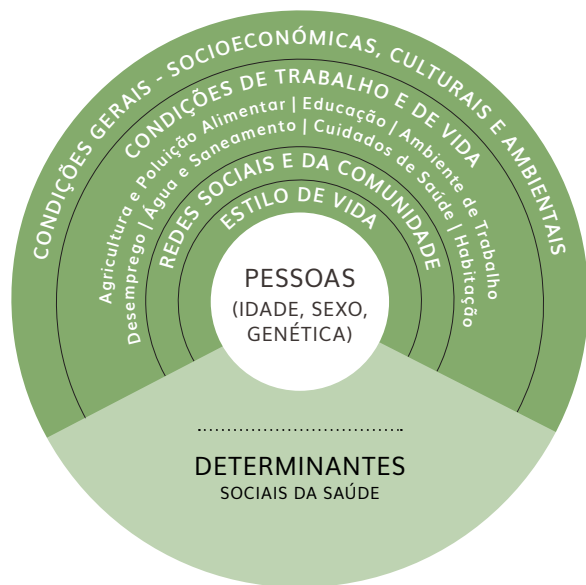 CONDIÇÕES GERAIS - SOCIOECONÓMICAS, CULTURAIS E AMBIENTAIS
CONDIÇÕES DE TRABALHO E DE VIDA
Agricultura e Poluição Alimentar | Educação | Ambiente de Trabalho
Desemprego | Água e Saneamento | Cuidados de Saúde | Habitação
REDES SOCIAIS E DA COMUNIDADE
ESTILO DE VIDA
PESSOAS
(IDADE, SEXO,
GENÉTICA)
DETERMINANTES
SOCIAIS DA SAÚDE